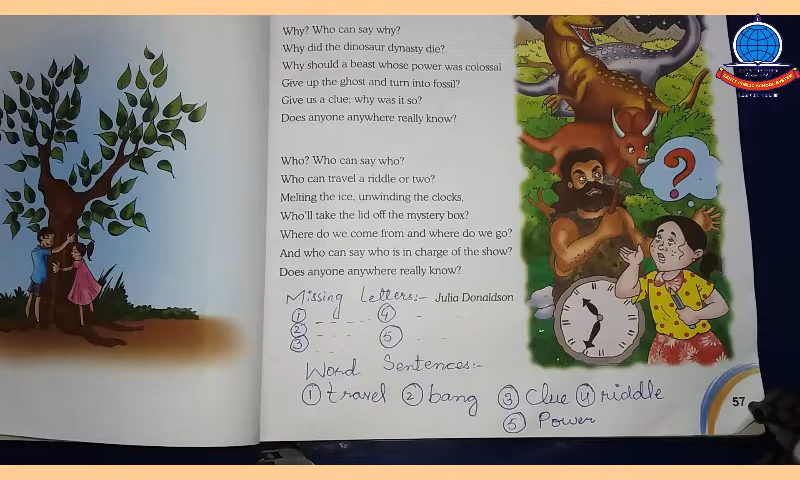 Why? Who can say why?
Why did the dinosaur dynasty die?
Why should a beast whose power was colossal
Give up the ghost and turn into fossil?
Give us a clue; why was it so?
Does anyone anywhere really know?
Who? Who can say who?
Who can travel a riddle or two?
Melting the ice, unwinding the clocks,
Who'll take the lid off the mystery box?
Where do we come from and where do we go?
And who can say who is in charge of the show?
Does anyone anywhere really know?
Julia Donaldson
Missing Letters:-
① _ _ _ _ ④
② _ _ _
③ _ _ _ ⑤
Word Sentences:-
① travel ② bang ③ Clue ④ riddle
⑤ Power
57
?